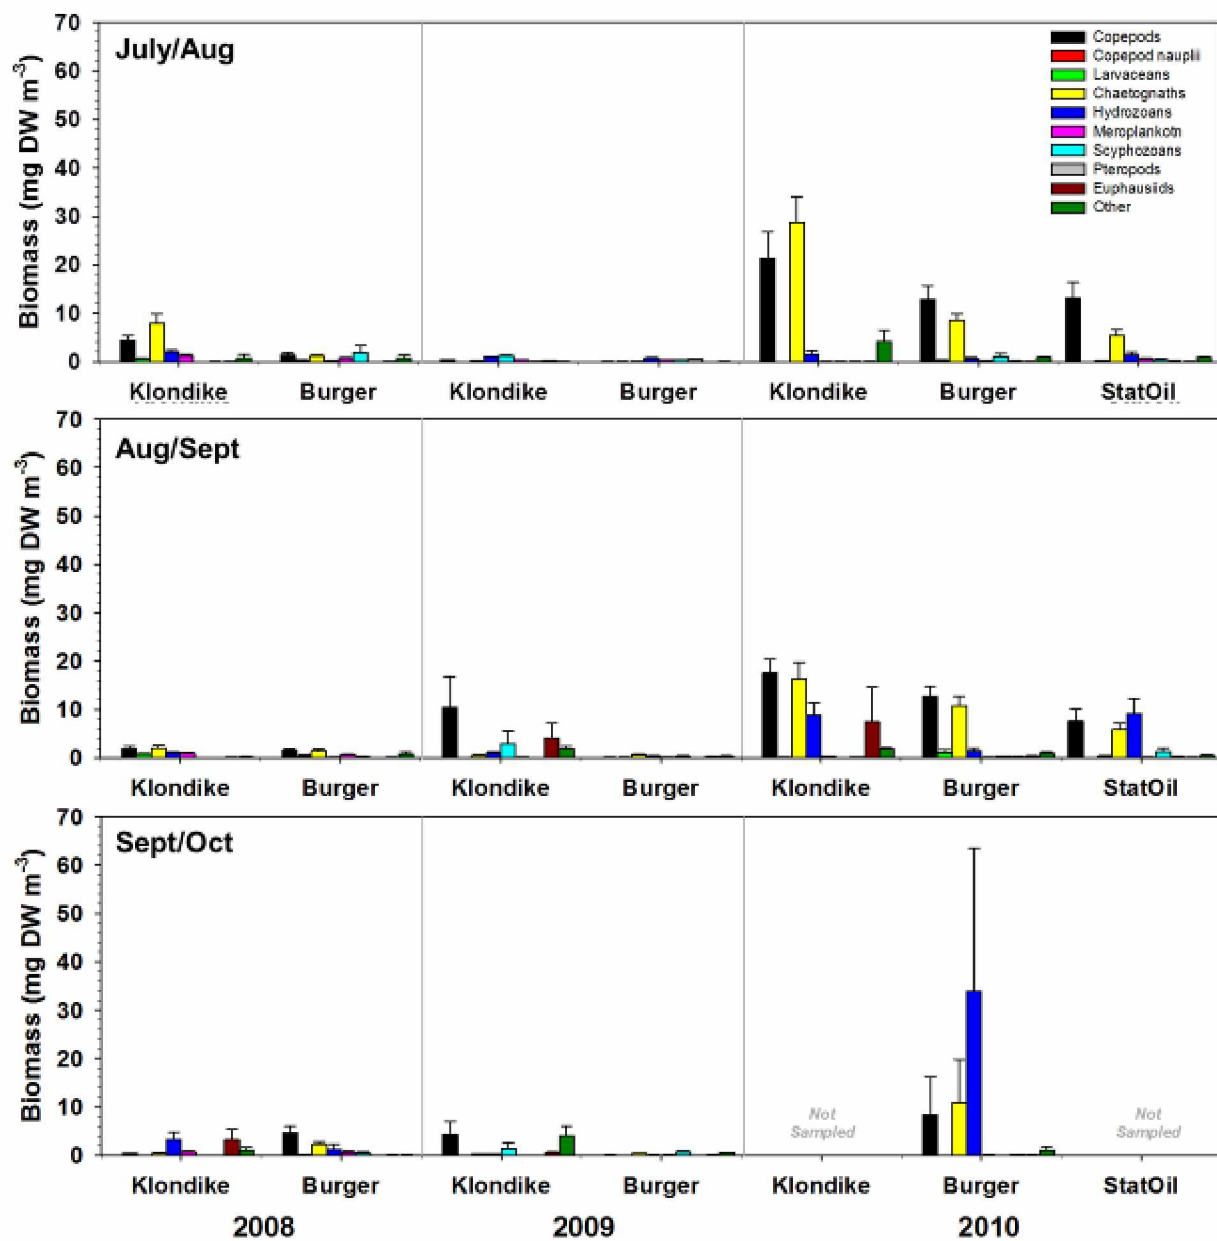 July/Aug
Copepods
Copepod nauplii
Larvaceans
Chaetognaths
Hydrozoans
Meroplankotn
Scyphozoans
Pteropods
Euphausiids
Other
Biomass (mg DW m-3)
70
60
50
40
30
20
10
0
Klondike Burger Klondike Burger Klondike Burger StatOil
Aug/Sept
Biomass (mg DW m-3)
70
60
50
40
30
20
10
0
Klondike Burger Klondike Burger Klondike Burger StatOil
Sept/Oct
Biomass (mg DW m-3)
70
60
50
40
30
20
10
0
Not Sampled
Not Sampled
Klondike Burger Klondike Burger Klondike Burger StatOil
2008 2009 2010